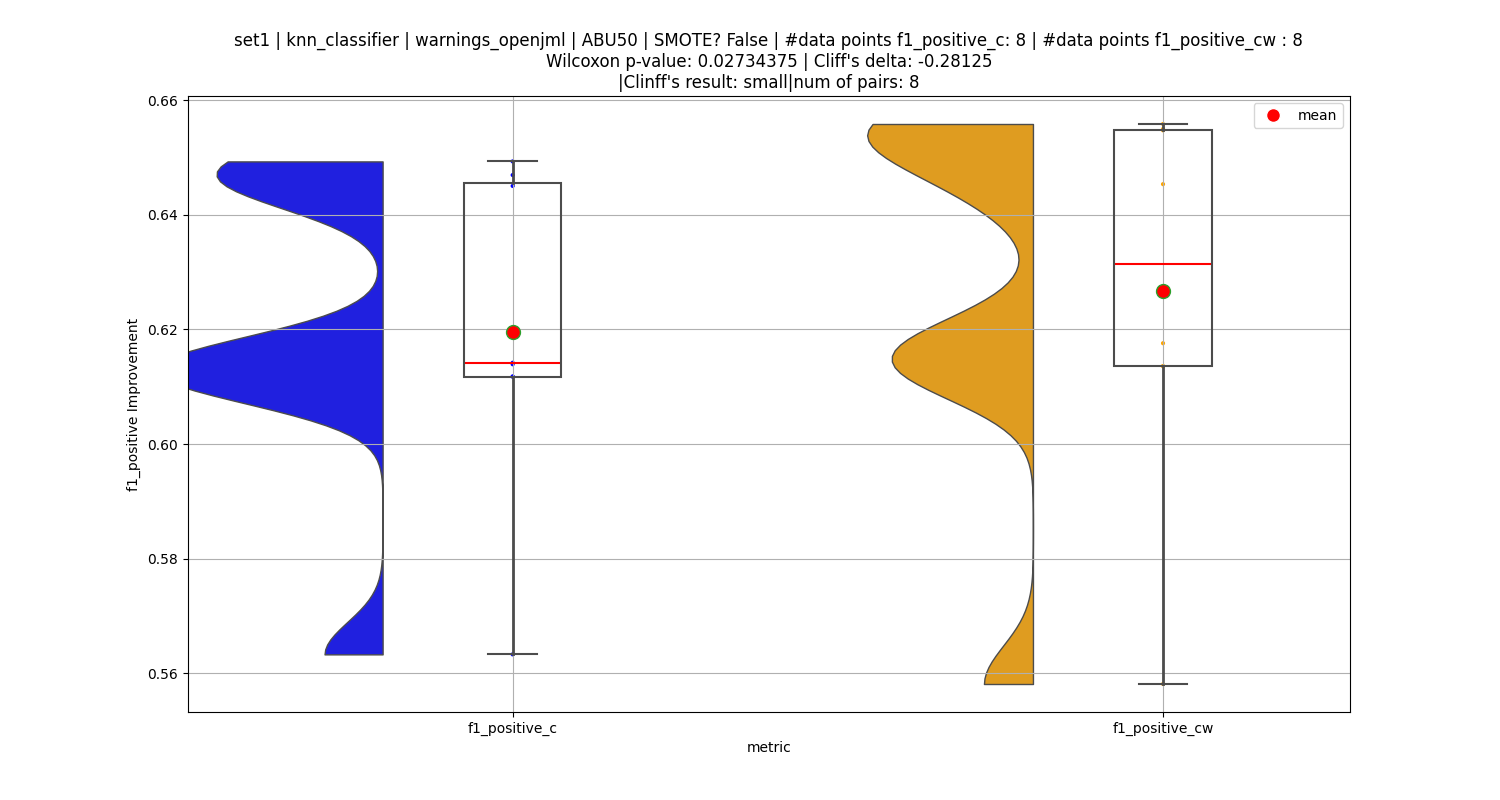 set1 | knn_classifier | warnings_openjml | ABU50 | SMOTE? False | #data points f1_positive_c: 8 | #data points f1_positive_cw : 8
Wilcoxon p-value: 0.02734375 | Cliff's delta: -0.28125
|Clinff's result: small|num of pairs: 8
mean
0.66
0.64
0.62
0.60
0.58
0.56
f1_positive Improvement
f1_positive_c
f1_positive_cw
metric